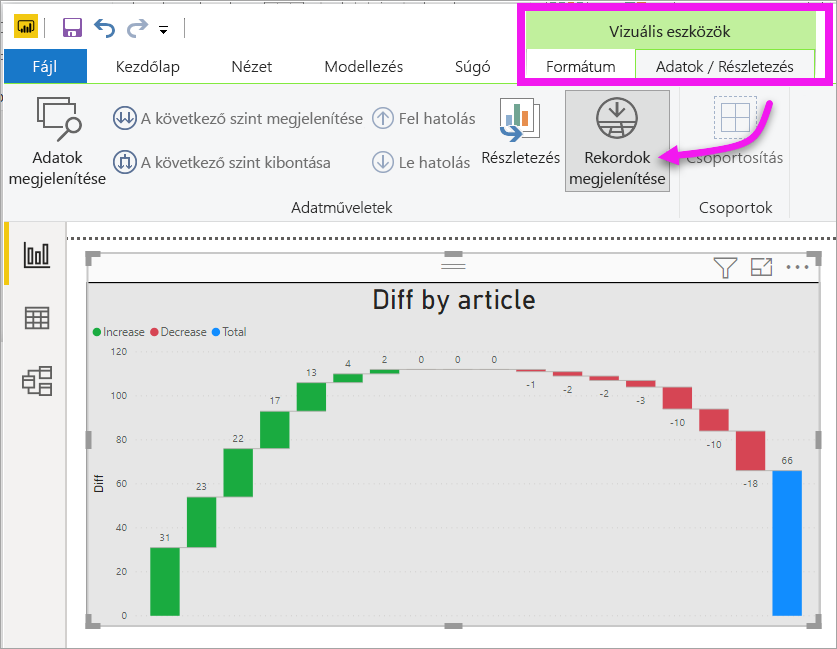 Vizuális eszközök
Fájl Kezdőlap Nézet Modellezés Súgó Formátum Adatok / Részletezés
Adatok
megjelenítése
A következő szint megjelenítése
A következő szint kibontása
Fel hatolás
Le hatolás
Részletezés
Rekordok
megjelenítése
Csoportosítás
Adatműveletek
Csoportok
Diff by article
Increase Decrease Total
120
100
80
60
40
20
0
Diff
31
23
22
17
13
4
2
0
0
0
-1
-2
-2
-3
-10
-10
-18
66